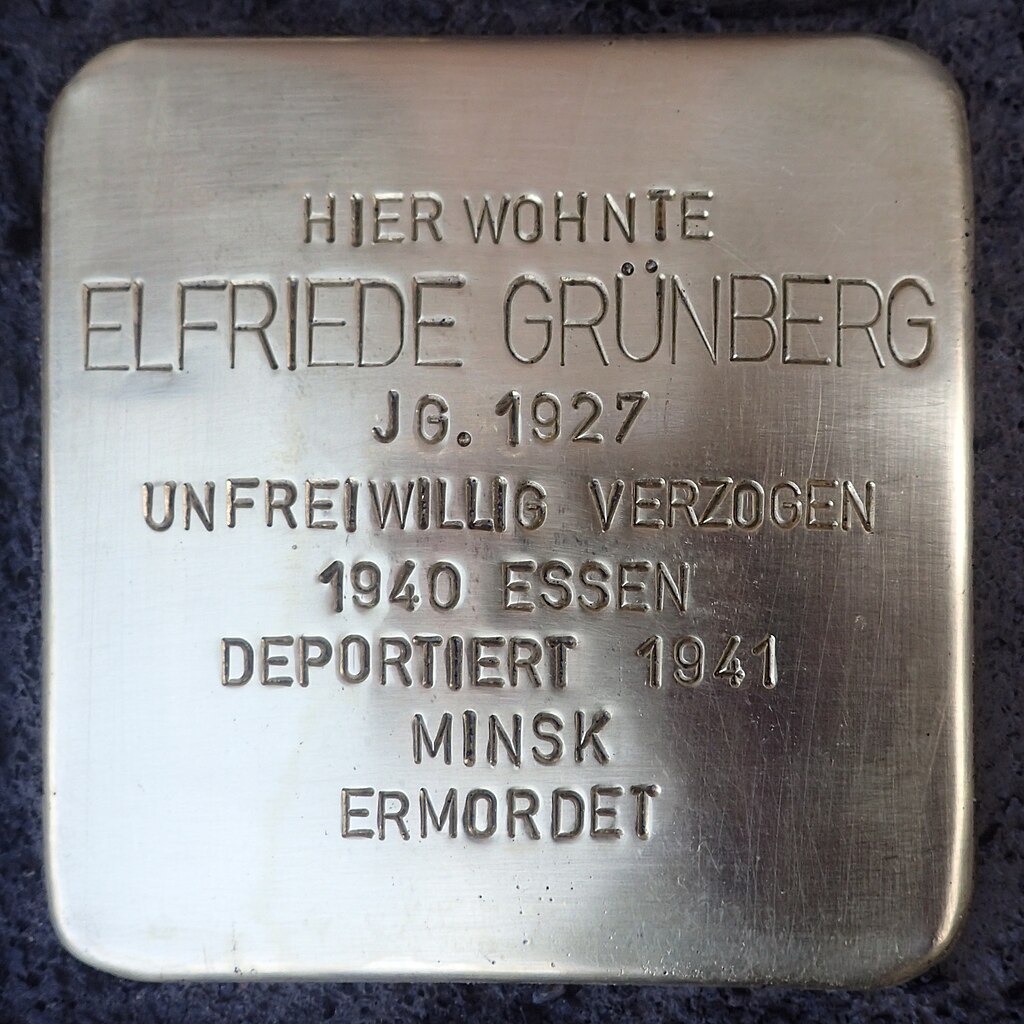 HIER WOHNTE
ELFRIEDE GRÜNBERG
JG. 1927
UNFREIWILLIG VERZOGEN
1940 ESSEN
DEPORTIERT 1941
MINSK
ERMORDET